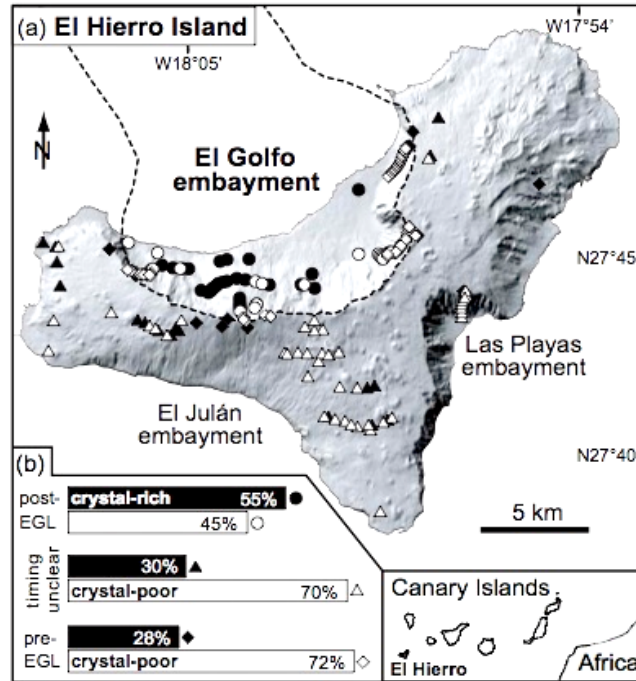 (a) El Hierro Island
W17°54'
W18°05'
N
El Golfo
embayment
N27°45'
Las Playas
embayment
El Julán
embayment
N27°40'
5 km
(b)
post-
EGL
crystal-rich 55%
45%
timing
unclear
30%
crystal-poor 70%
pre-
EGL
28%
crystal-poor 72%
Canary Islands
El Hierro
Africa